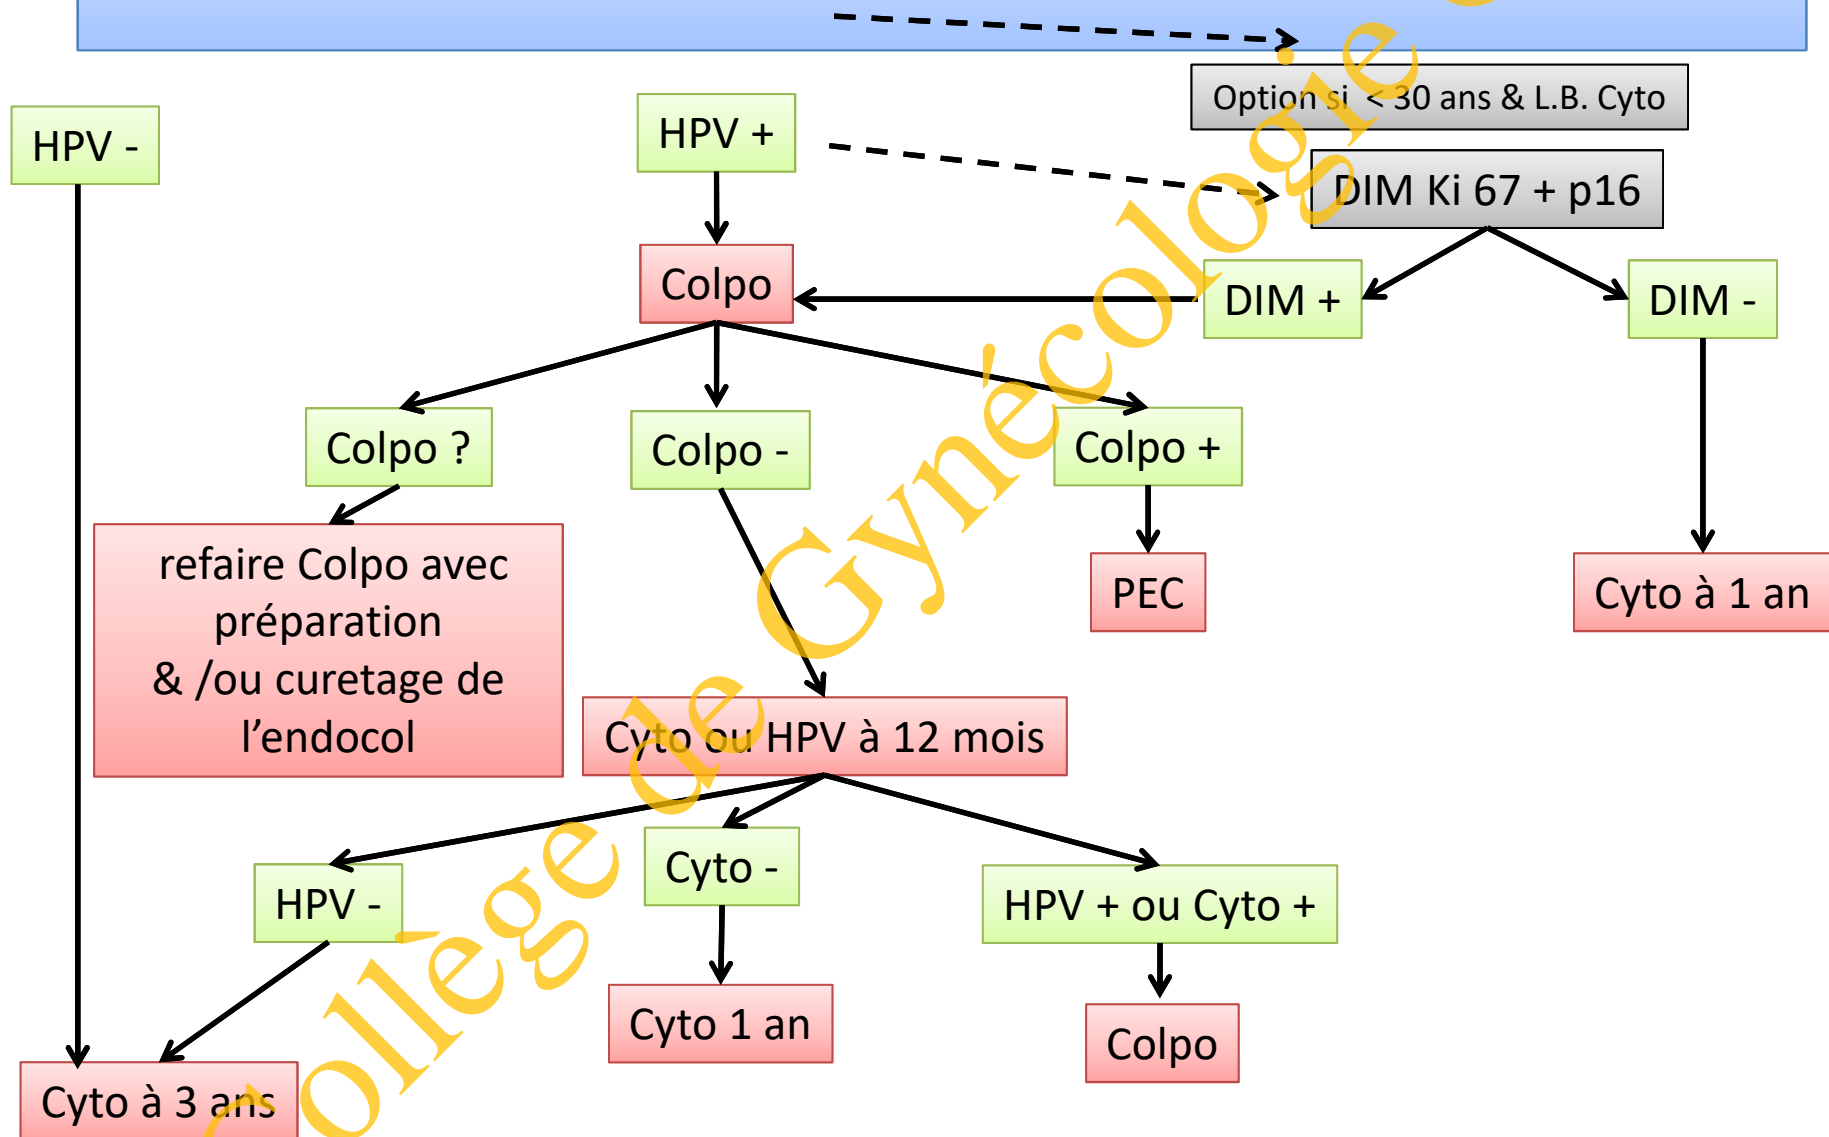 Option si < 30 ans & L.B. Cyto
HPV -
HPV +
DIM Ki 67 + p16
Colpo
DIM +
DIM -
Colpo ?
Colpo -
Colpo +
refaire Colpo avec
préparation
& /ou curetage de
l’endocol
PEC
Cyto à 1 an
Cyto ou HPV à 12 mois
HPV -
Cyto -
HPV + ou Cyto +
Cyto 1 an
Colpo
Cyto à 3 ans
Collège de Gynécologie